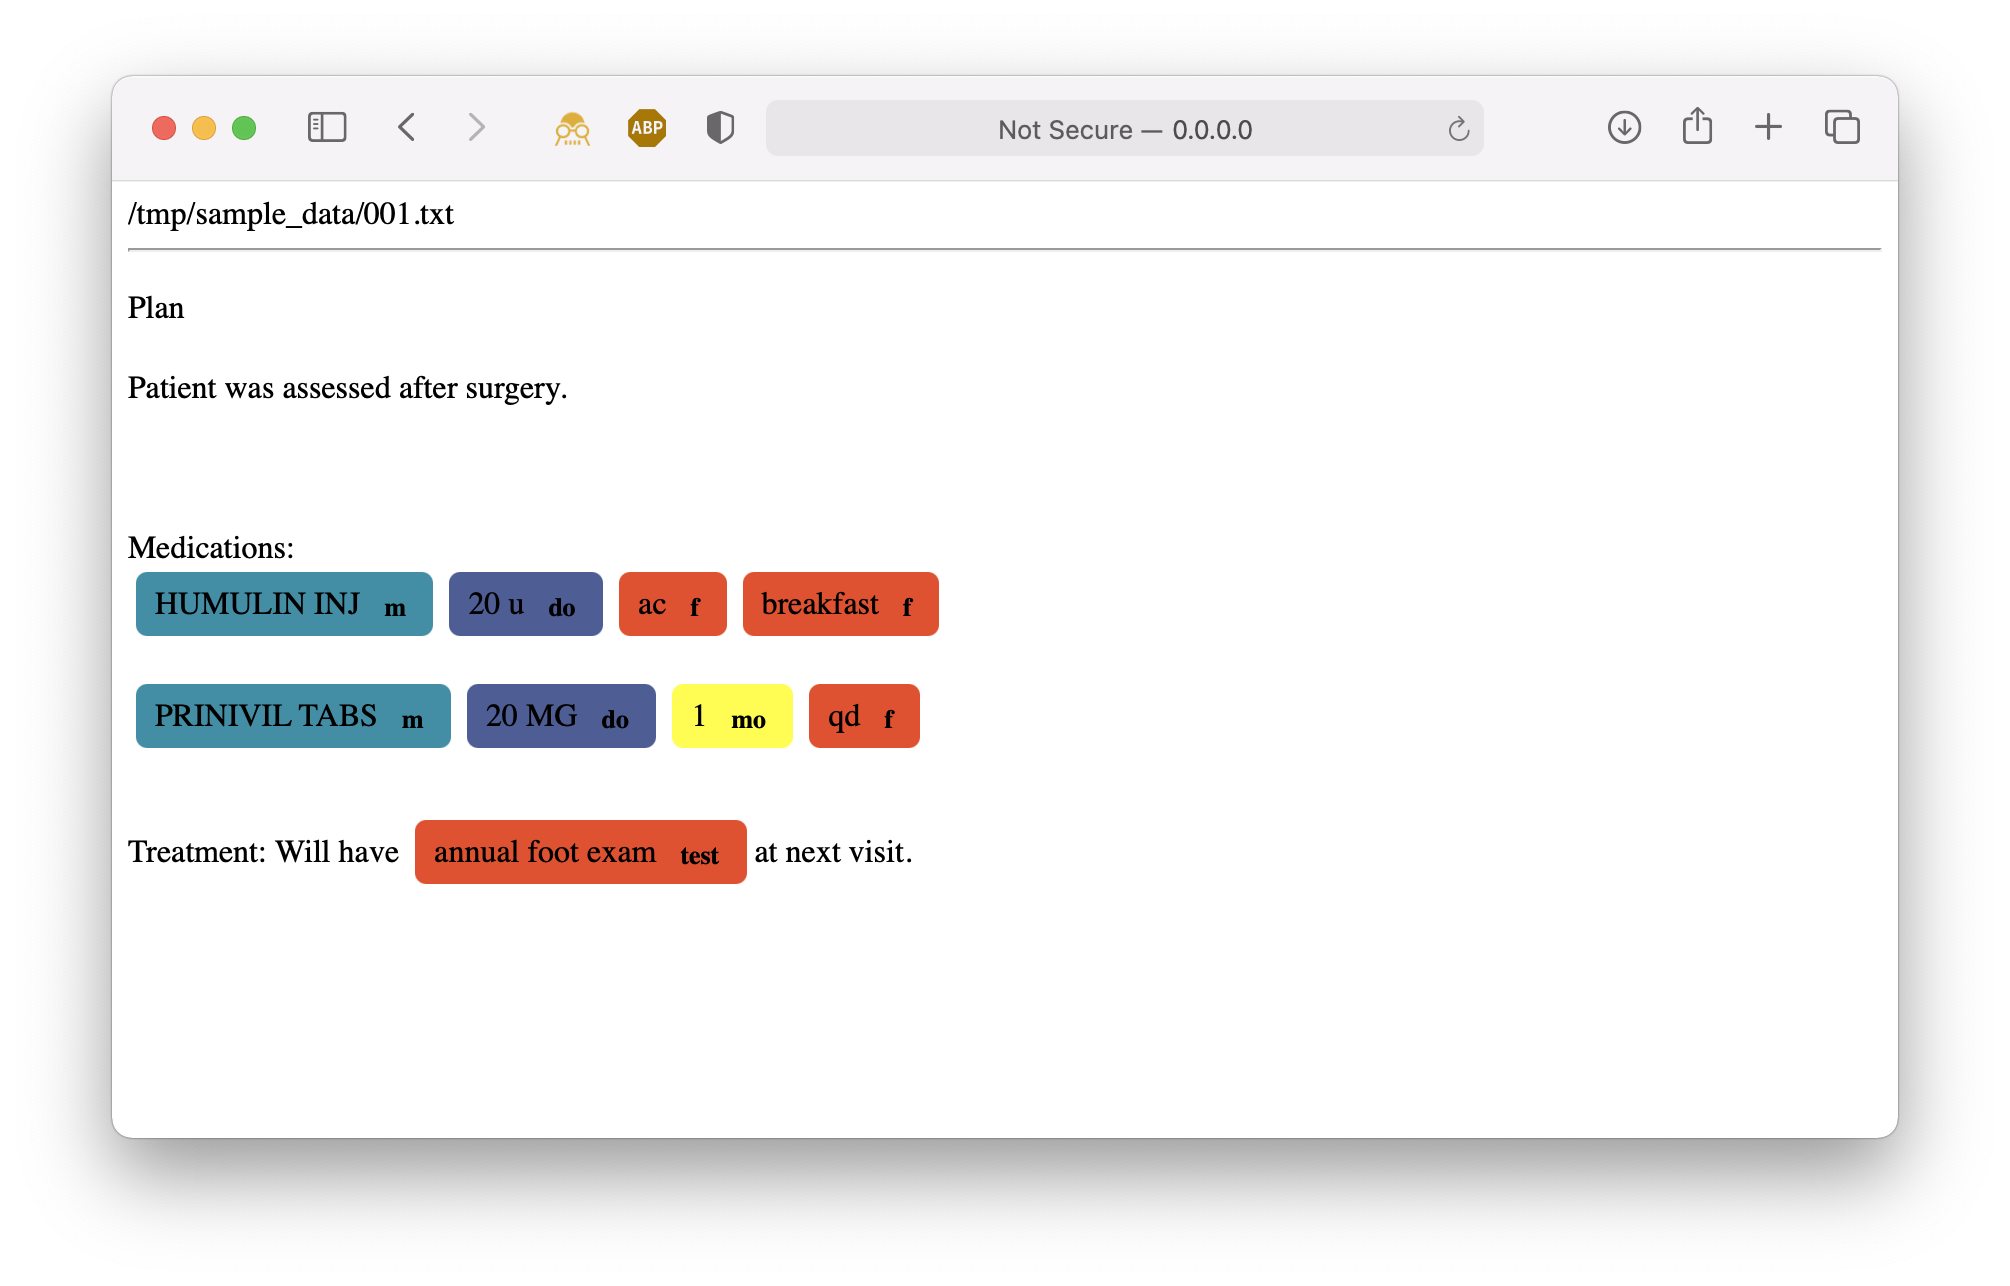 ABP
Not Secure — 0.0.0.0
/tmp/sample_data/001.txt
Plan
Patient was assessed after surgery.
Medications:
HUMULIN INJ m 20 u do ac f breakfast f
PRINIVIL TABS m 20 MG do 1 mo qd f
Treatment: Will have annual foot exam test at next visit.